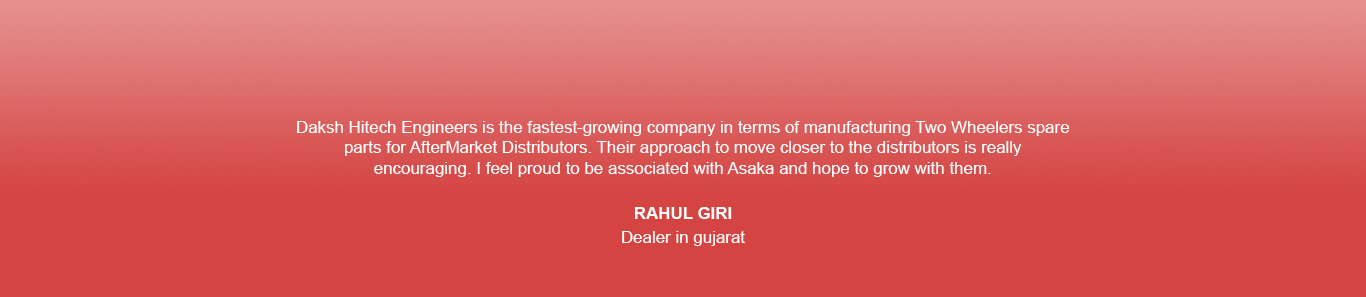 Daksh Hitech Engineers is the fastest-growing company in terms of manufacturing Two Wheelers spare
parts for AfterMarket Distributors. Their approach to move closer to the distributors is really
encouraging. I feel proud to be associated with Asaka and hope to grow with them.
RAHUL GIRI
Dealer in gujarat